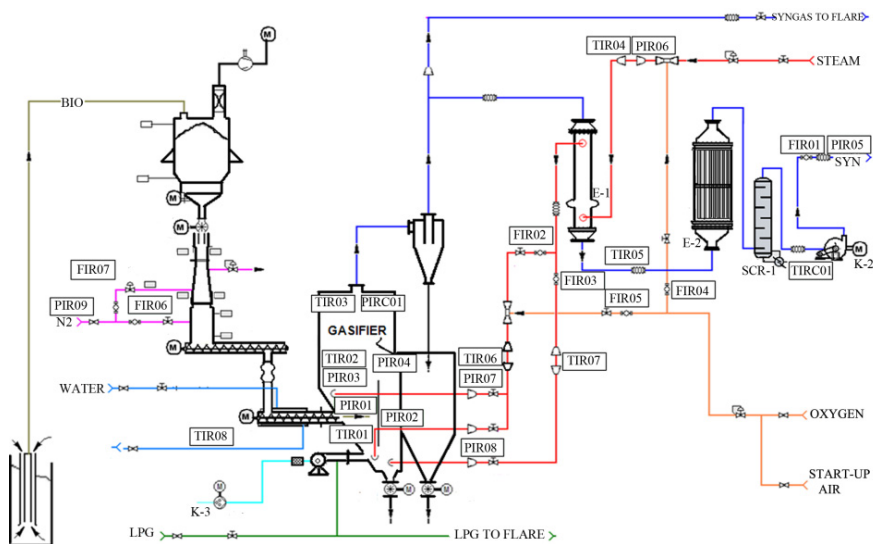 SYNGAS TO FLARE
M
TIR04
PIR06
STEAM
BIO
FIR01
PIR05
SYN
M
E-1
FIR02
TIR05
E-2
M
K-2
SCR-1
TIRC01
FIR07
FIR03
FIR04
FIR05
PIR09
FIR06
N2
TIR03
PIRC01
GASIFIER
M
TIR02
PIR04
TIR06
TIR07
PIR03
PIR07
WATER
PIR01
M
PIR02
OXYGEN
TIR08
TIR01
PIR08
M
M
K-3
M
START-UP
AIR
LPG
LPG TO FLARE
M